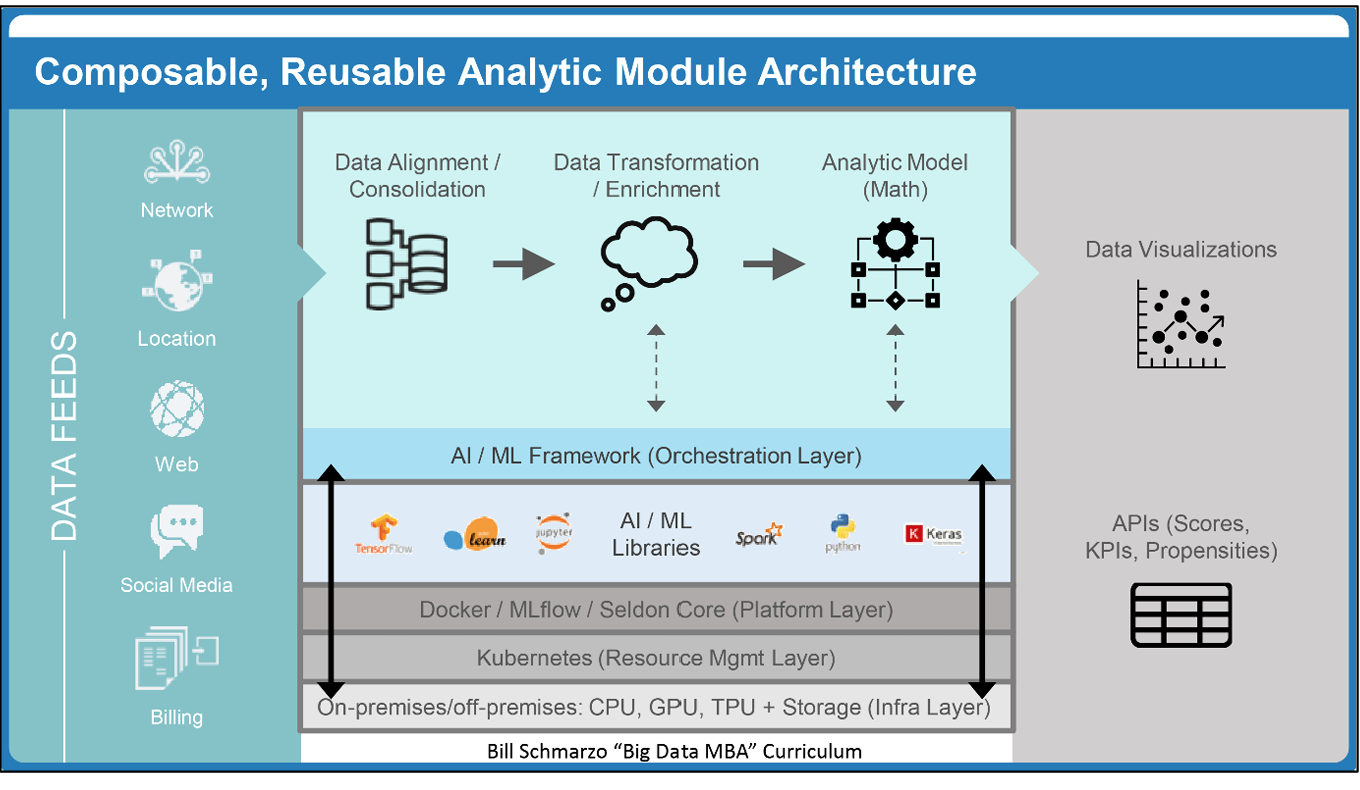 Composable, Reusable Analytic Module Architecture
DATA FEEDS
Network
Location
Web
Social Media
Billing
Data Alignment /
Consolidation
Data Transformation
/ Enrichment
Analytic Model
(Math)
AI / ML Framework (Orchestration Layer)
TensorFlow
learn
jupyter
AI / ML
Libraries
Spark
python
K Keras
Docker / MLflow / Seldon Core (Platform Layer)
Kubernetes (Resource Mgmt Layer)
On-premises/off-premises: CPU, GPU, TPU + Storage (Infra Layer)
Bill Schmarzo “Big Data MBA” Curriculum
Data Visualizations
APIs (Scores,
KPIs, Propensities)